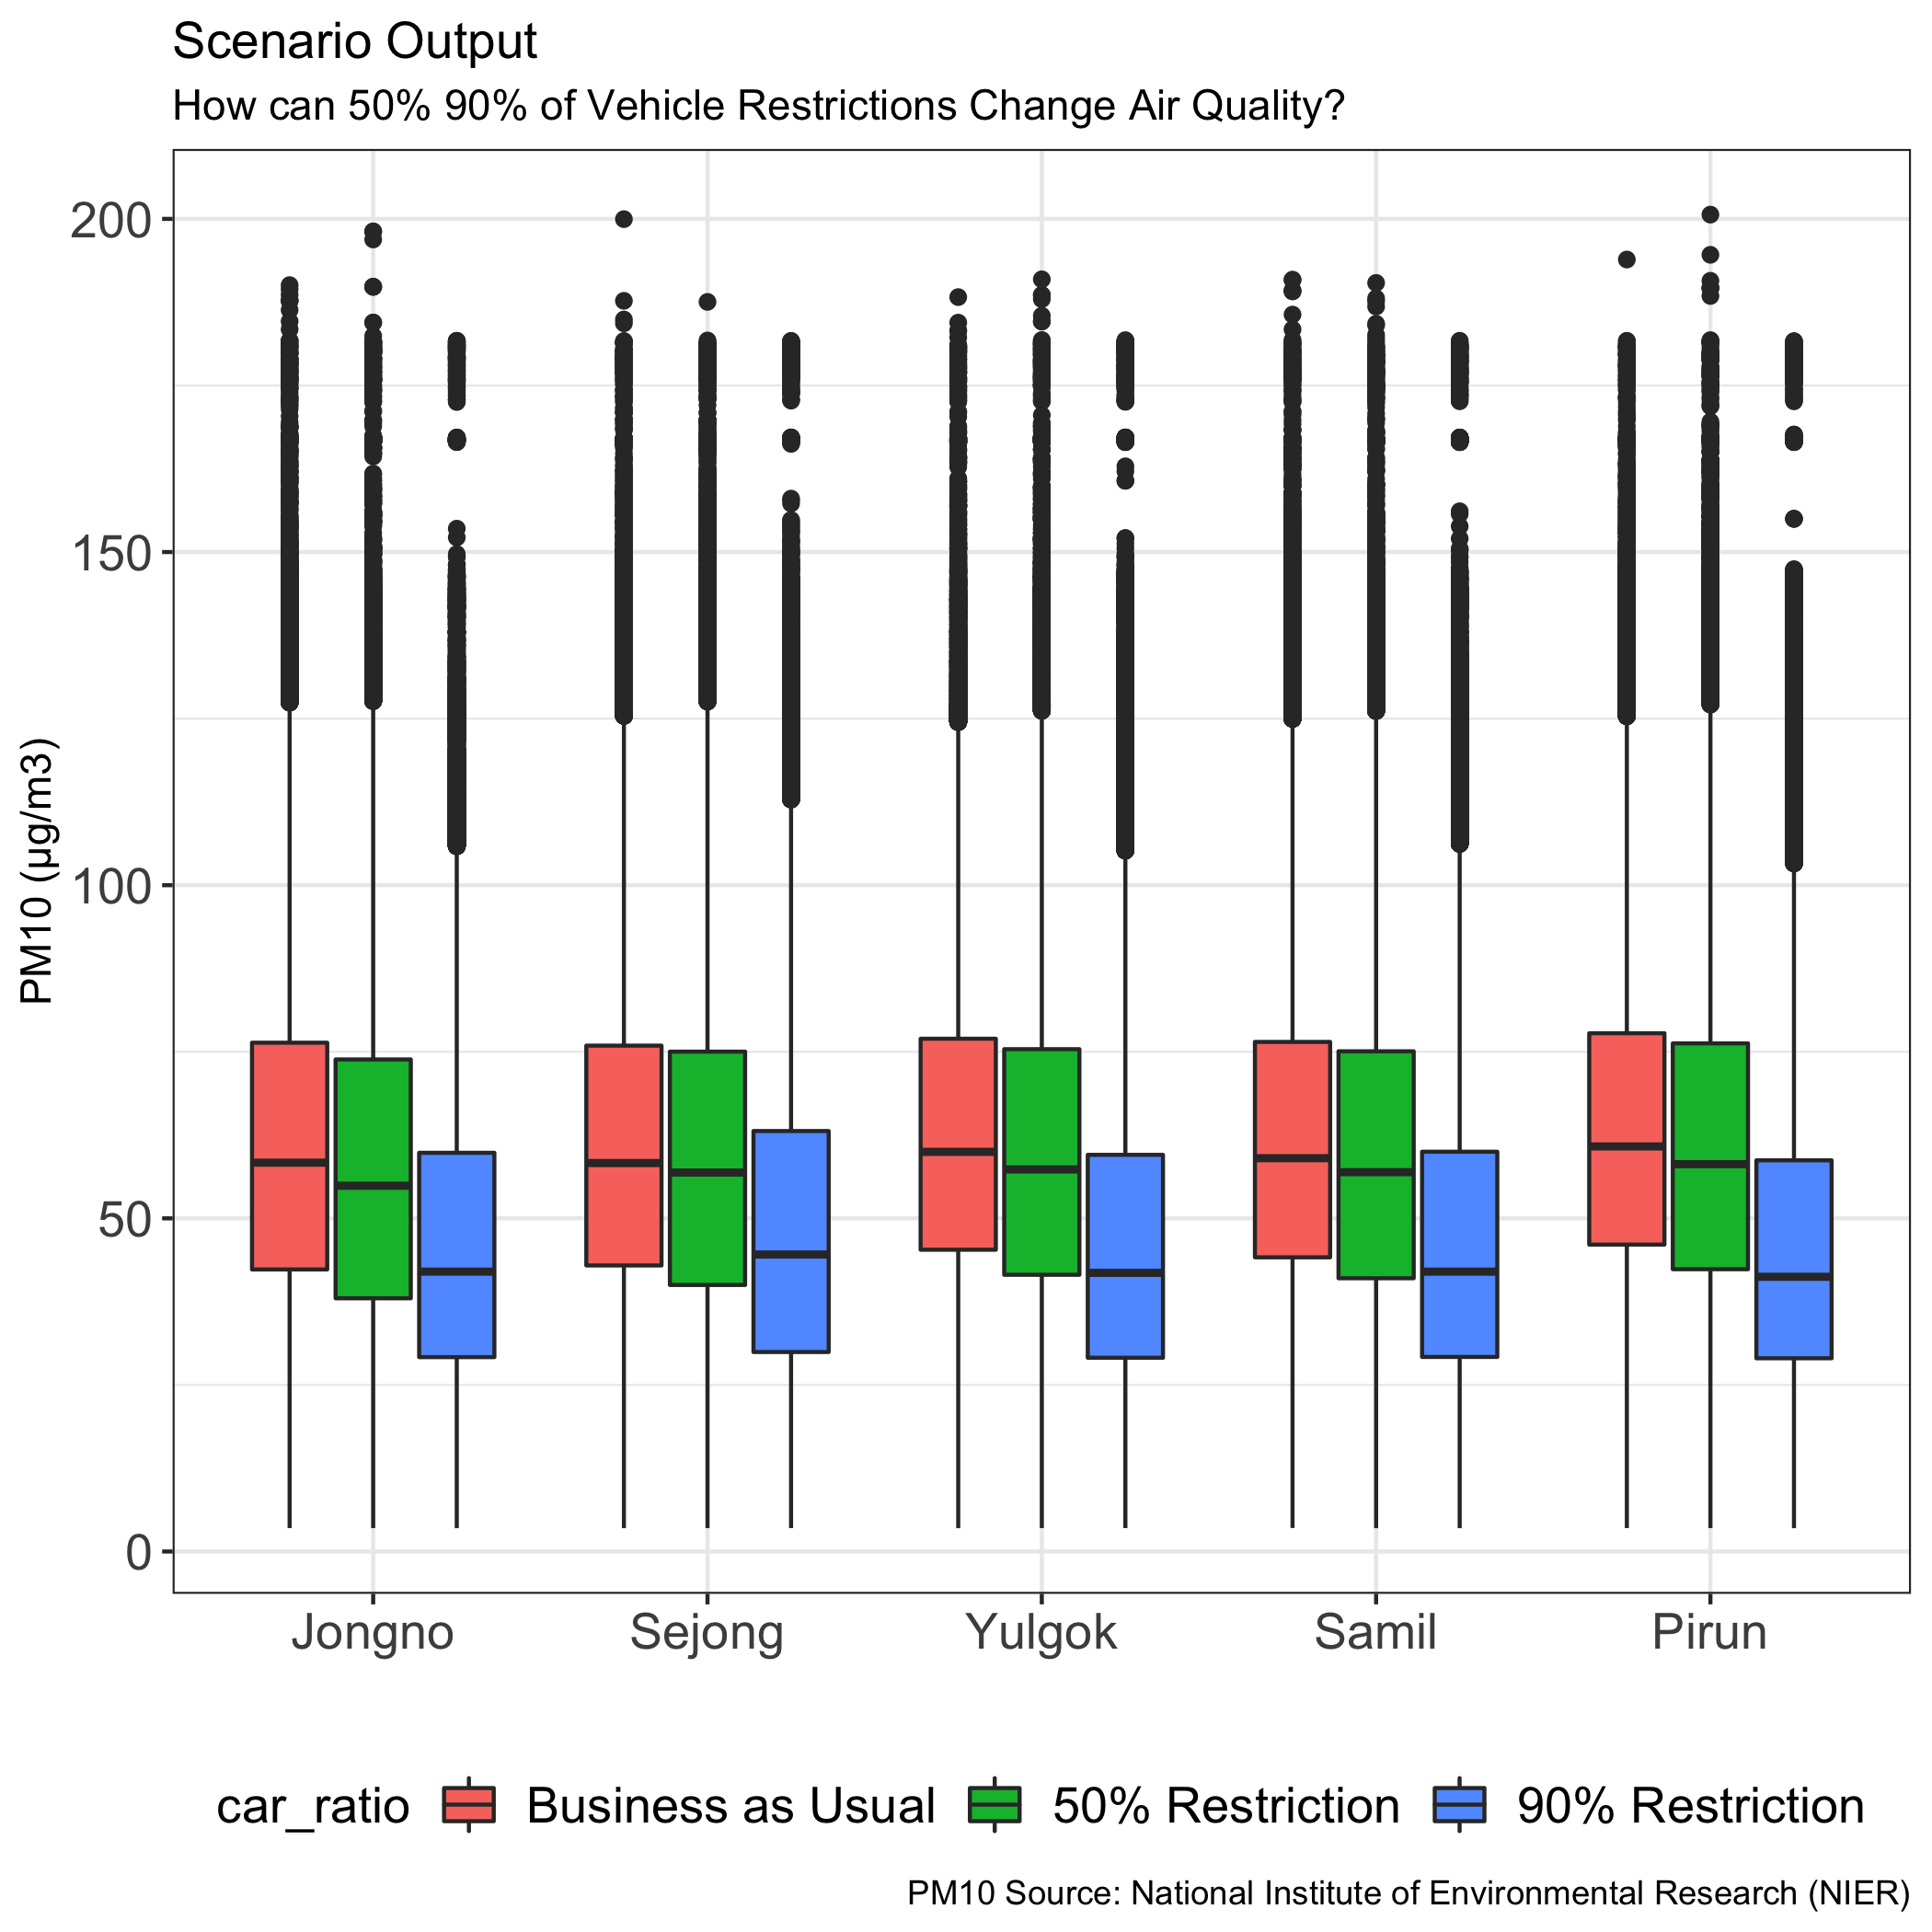 Scenario Output
How can 50% 90% of Vehicle Restrictions Change Air Quality?
PM10 (µg/m3)
200
150
100
50
0
Jongno Sejong Yulgok Samil Pirun
car_ratio Business as Usual 50% Restriction 90% Restriction
PM10 Source: National Institute of Environmental Research (NIER)